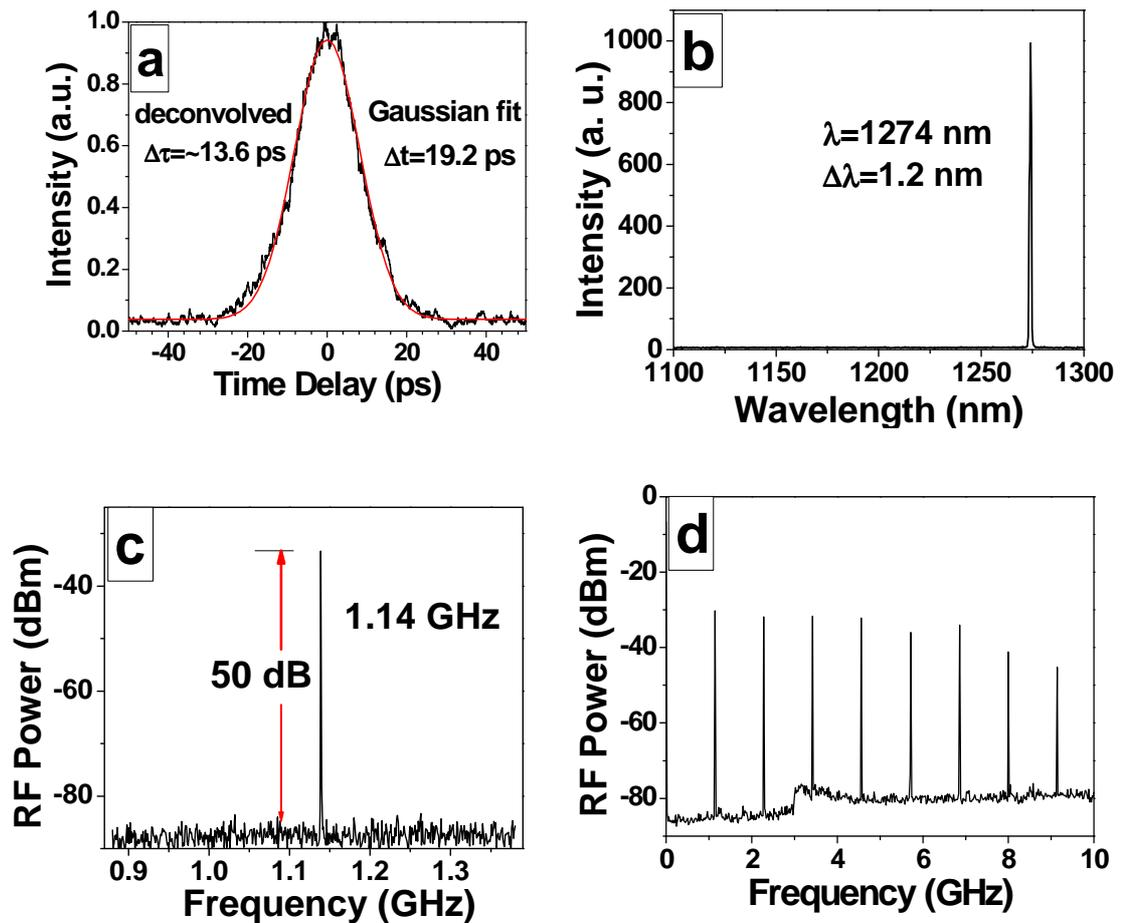 a
deconvolved
Δτ=~13.6 ps
Gaussian fit
Δt=19.2 ps
Intensity (a.u.)
1.0
0.8
0.6
0.4
0.2
0.0
-40 -20 0 20 40
Time Delay (ps)
b
λ=1274 nm
Δλ=1.2 nm
Intensity (a. u.)
1000
800
600
400
200
0
1100 1150 1200 1250 1300
Wavelength (nm)
c
1.14 GHz
50 dB
RF Power (dBm)
-40
-60
-80
0.9 1.0 1.1 1.2 1.3
Frequency (GHz)
d
RF Power (dBm)
0
-20
-40
-60
-80
0 2 4 6 8 10
Frequency (GHz)